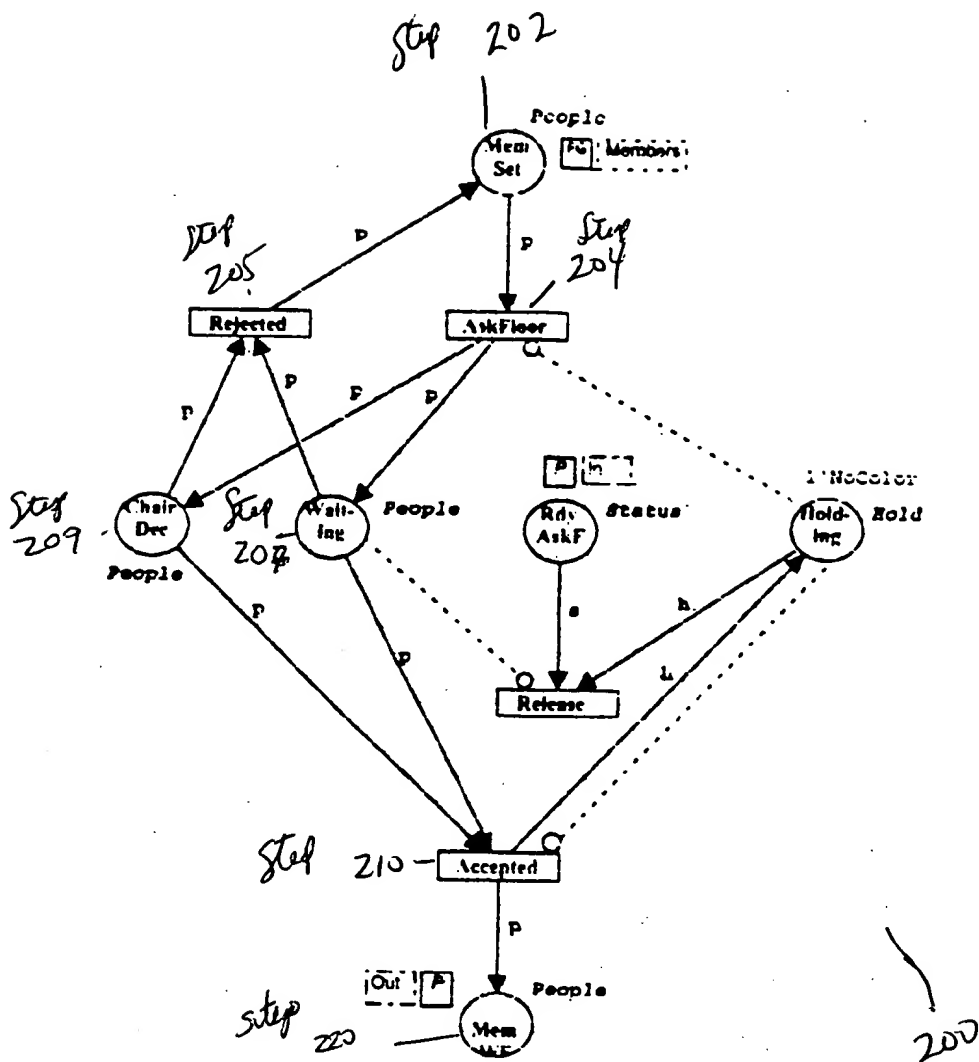 Step 202
People
Mem
Set
Members
p
p
Step
205
Step
204
Rejected
AskFloor
p
p
p
p
P
In
1'NoColor
Step
209
Chair
Dec
People
Step
Wait-
ing
People
Rdy
AskF
Status
Hold-
ing
Hold
p
p
s
h
h
Release
Step 210
Accepted
p
Out
P
People
Step
220
Mem
200